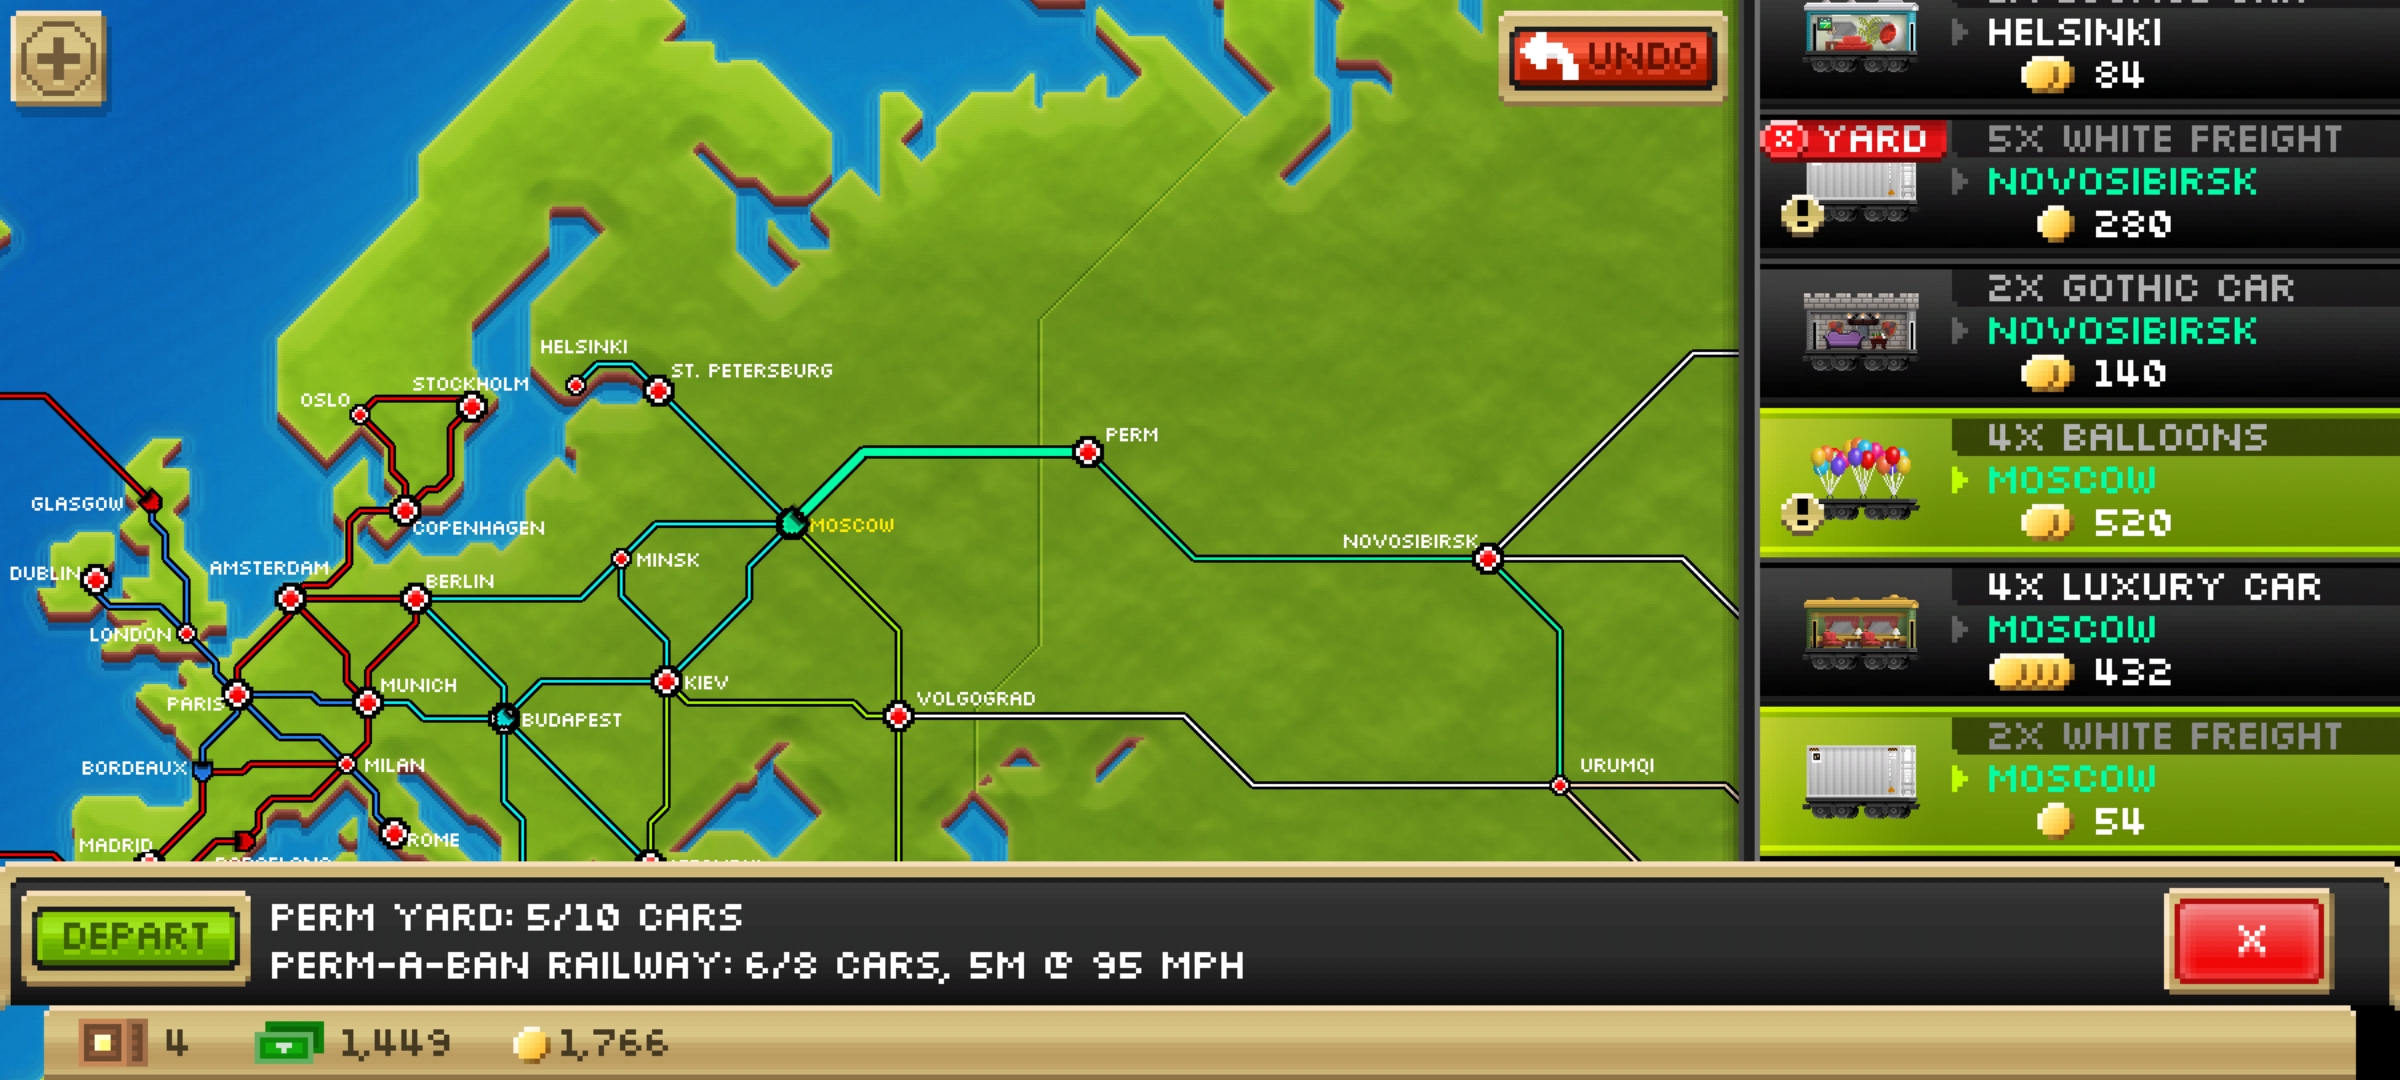 UNDO
HELSINKI
84
YARD
5X WHITE FREIGHT
NOVOSIBIRSK
280
2X GOTHIC CAR
NOVOSIBIRSK
140
4X BALLOONS
MOSCOW
520
4X LUXURY CAR
MOSCOW
432
2X WHITE FREIGHT
MOSCOW
54
HELSINKI
ST. PETERSBURG
STOCKHOLM
OSLO
PERM
GLASGOW
COPENHAGEN
MOSCOW
NOVOSIBIRSK
MINSK
DUBLIN
AMSTERDAM
BERLIN
LONDON
PARIS
MUNICH
KIEV
VOLGOGRAD
BUDAPEST
BORDEAUX
MILAN
URUMQI
MADRID
ROME
DEPART
PERM YARD: 5/10 CARS
PERM-A-BAN RAILWAY: 6/8 CARS, 5M @ 95 MPH
X
4
1,449
1,766